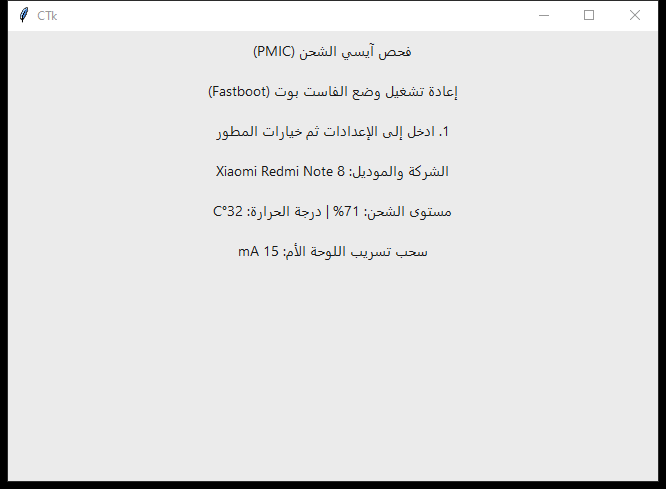 CTk
فحص آيسي الشحن (PMIC)
إعادة تشغيل وضع الفاست بوت (Fastboot)
1. ادخل إلى الإعدادات ثم خيارات المطور
الشركة والموديل: Xiaomi Redmi Note 8
مستوى الشحن: 71% | درجة الحرارة: 32°C
سحب تسريب اللوحة الأم: 15 mA